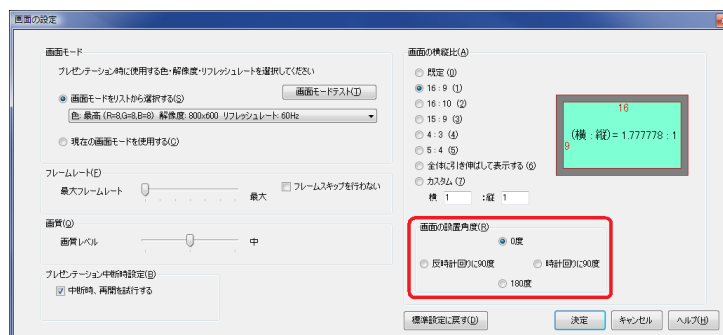 画面の設定
画面モード
プレゼンテーション時に使用する色・解像度・リフレッシュレートを選択してください
画面モードをリストから選択する(S)
画面モードテスト(T)
色: 最高 (R=8,G=8,B=8) 解像度: 800x600 リフレッシュレート: 60Hz
現在の画面モードを使用する(C)
フレームレート(F)
最大フレームレート
最大
フレームスキップを行わない
画質(Q)
画質レベル
中
プレゼンテーション中断時設定(B)
中断時、再開を試行する
画面の横縦比(A)
既定 (0)
16 : 9 (1)
16 : 10 (2)
15 : 9 (3)
4 : 3 (4)
5 : 4 (5)
全体に引き伸ばして表示する (6)
カスタム (7)
横 1 :縦 1
16
9
(横 : 縦)= 1.777778 : 1
画面の設置角度(R)
0度
反時計回りに90度
時計回りに90度
180度
標準設定に戻す(D)
決定
キャンセル
ヘルプ(H)